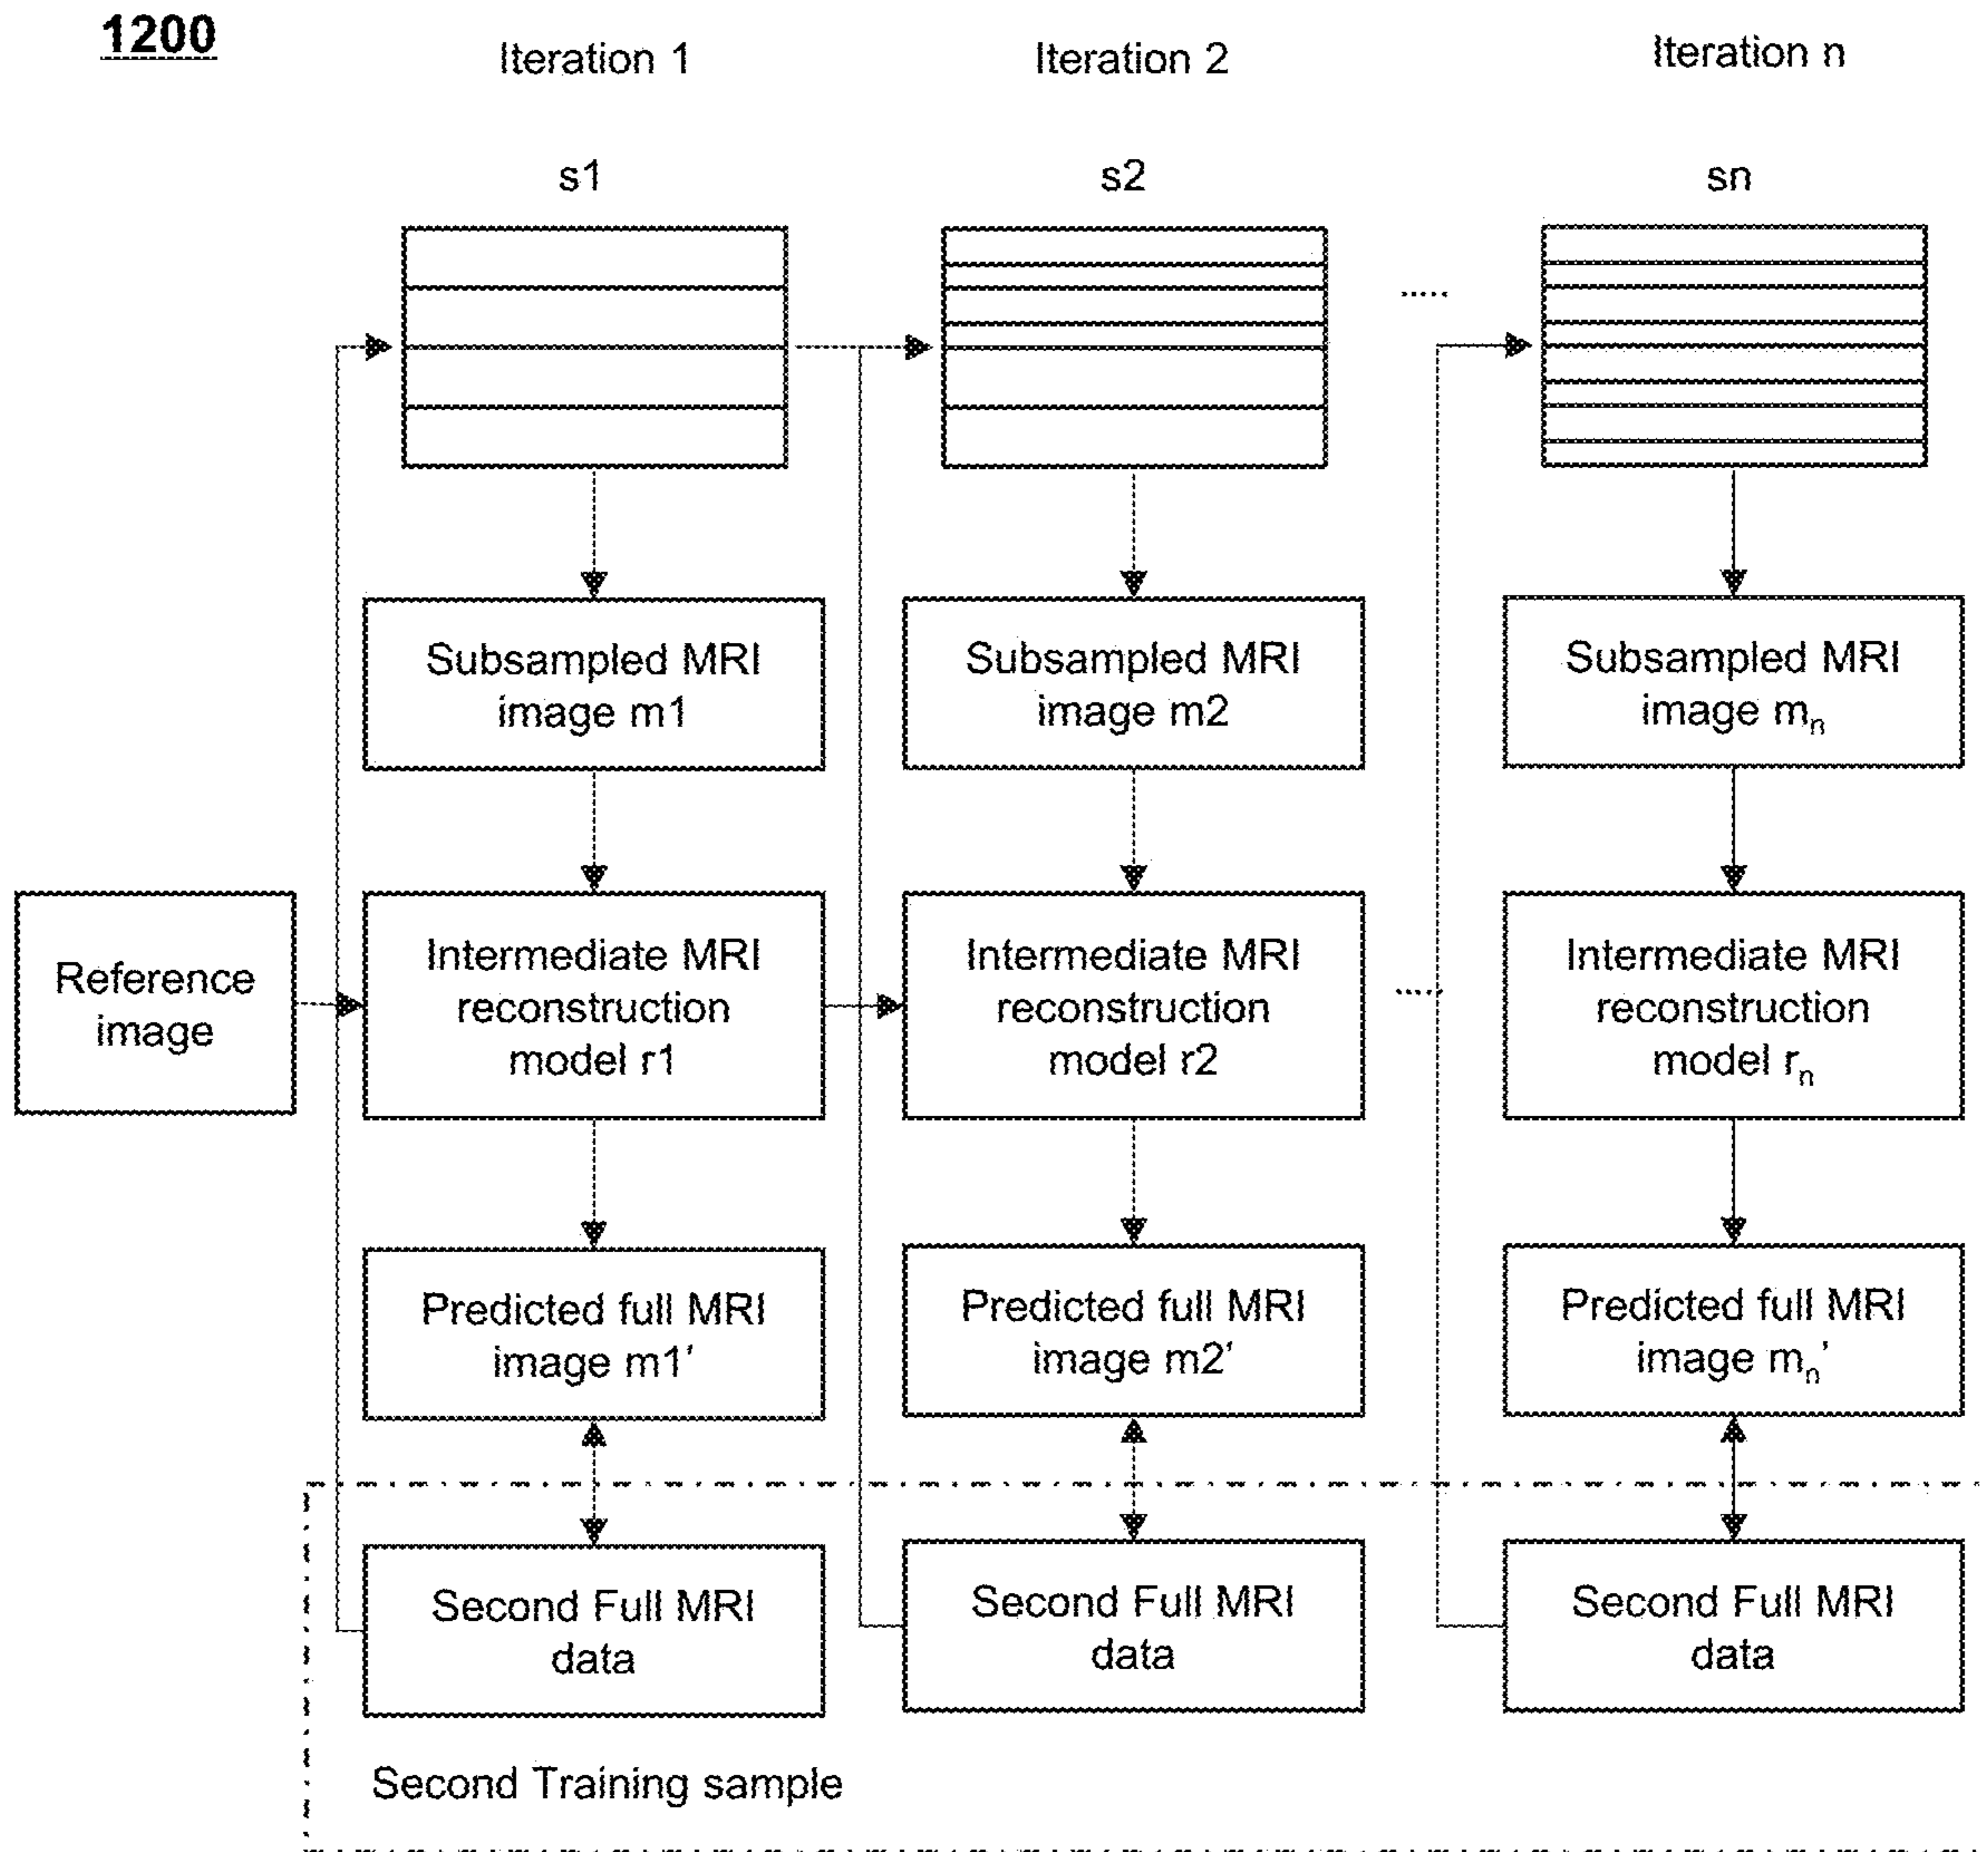 1200
Iteration 1
Iteration 2
Iteration n
s1
s2
sn
.....
Subsampled MRI
image m1
Subsampled MRI
image m2
Subsampled MRI
image mₙ
Reference
image
Intermediate MRI
reconstruction
model r1
Intermediate MRI
reconstruction
model r2
.....
Intermediate MRI
reconstruction
model rₙ
Predicted full MRI
image m1’
Predicted full MRI
image m2’
Predicted full MRI
image mₙ’
Second Full MRI
data
Second Full MRI
data
Second Full MRI
data
Second Training sample